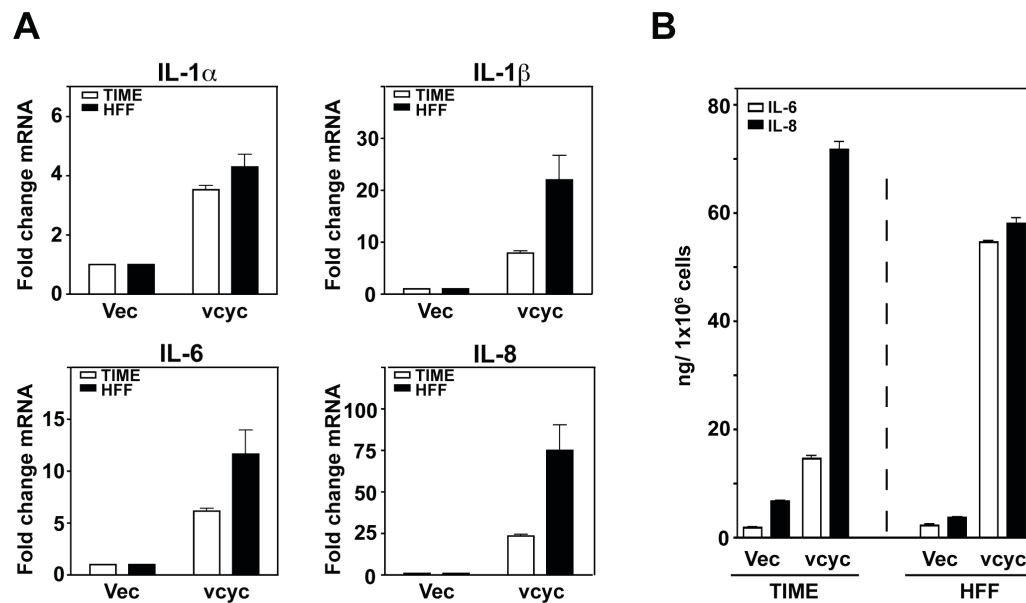 A
IL-1α
TIME
HFF
Fold change mRNA
6
4
2
0
Vec vcyc
IL-1β
TIME
HFF
Fold change mRNA
30
20
10
0
Vec vcyc
IL-6
TIME
HFF
Fold change mRNA
15
10
5
0
Vec vcyc
IL-8
TIME
HFF
Fold change mRNA
100
75
50
25
0
Vec vcyc
B
IL-6
IL-8
ng/ 1x10⁶ cells
80
60
40
20
0
Vec vcyc Vec vcyc
TIME HFF